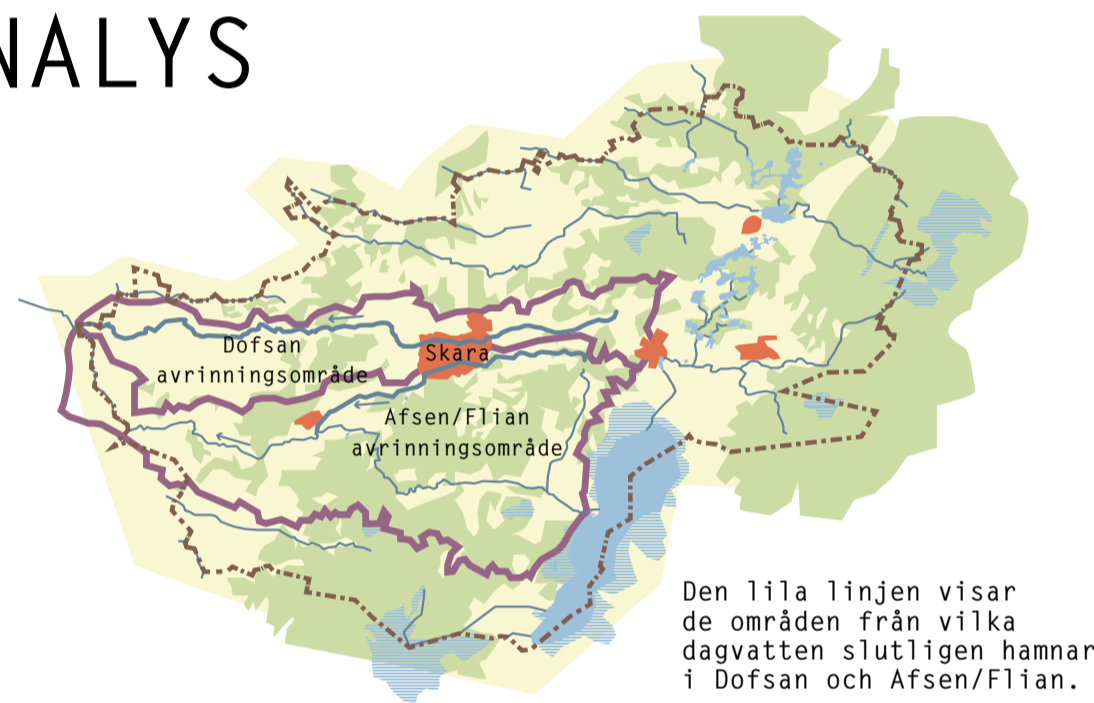 NALYS
Dofsan
avrinningsområde
Skara
Afsen/Flian
avrinningsområde
Den lila linjen visar
de områden från vilka
dagvatten slutligen hamnar
i Dofsan och Afsen/Flian.